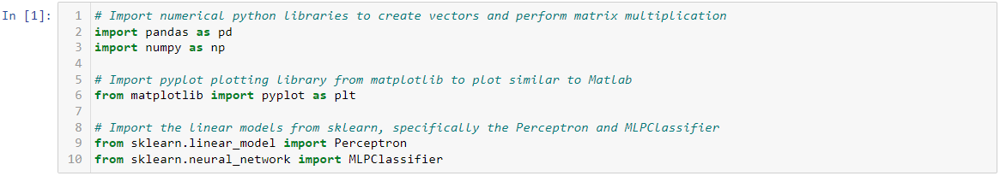 In [1]:
1 # Import numerical python libraries to create vectors and perform matrix multiplication
2 import pandas as pd
3 import numpy as np
4
5 # Import pyplot plotting library from matplotlib to plot similar to Matlab
6 from matplotlib import pyplot as plt
7
8 # Import the linear models from sklearn, specifically the Perceptron and MLPClassifier
9 from sklearn.linear_model import Perceptron
10 from sklearn.neural_network import MLPClassifier